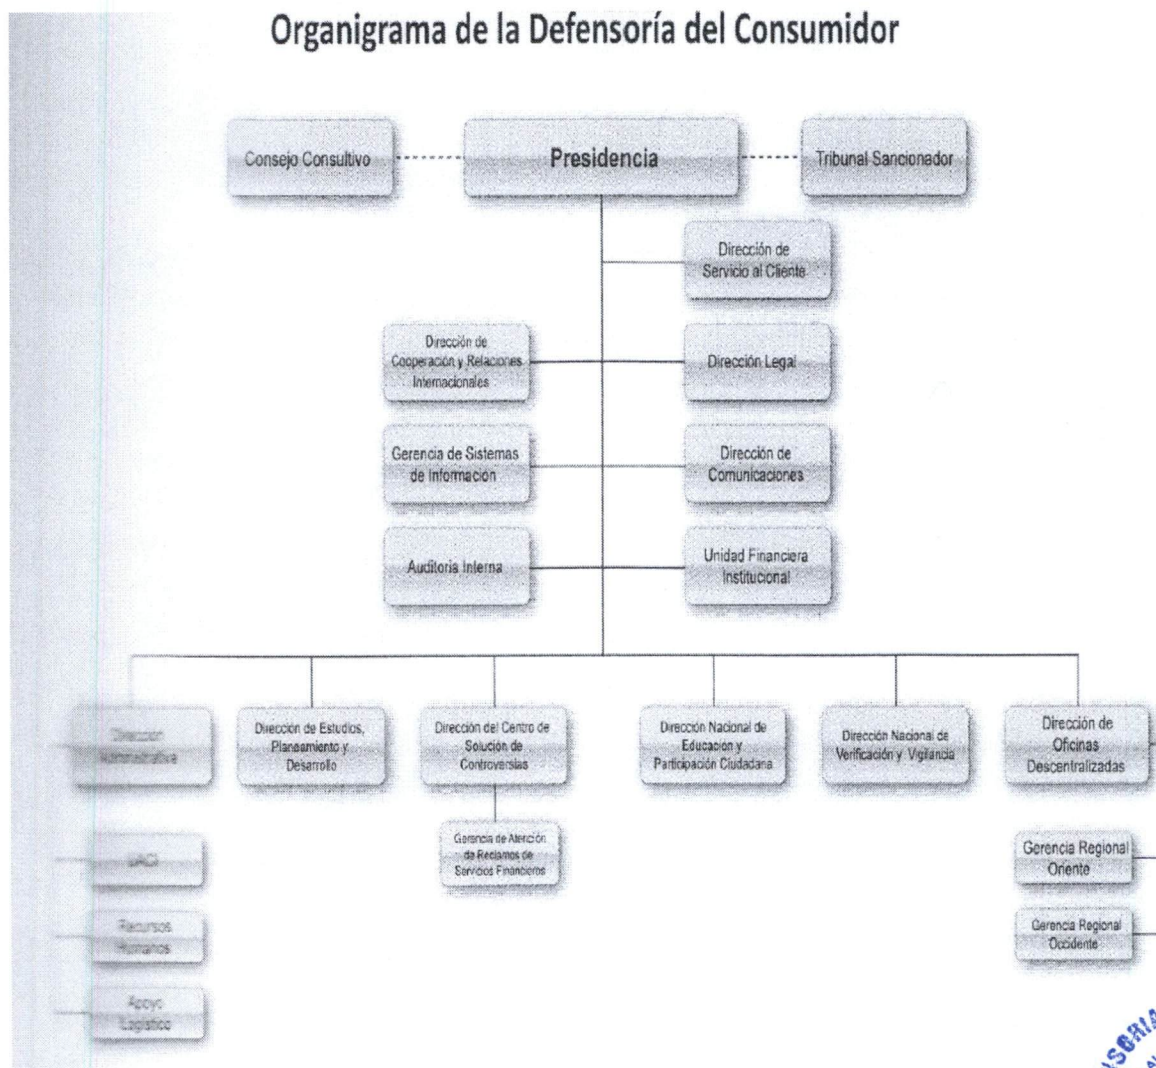 Organigrama de la Defensoría del Consumidor
Consejo Consultivo
Presidencia
Tribunal Sancionador
Dirección de
Servicio al Cliente
Dirección de
Cooperación y Relaciones
Internacionales
Dirección Legal
Gerencia de Sistemas
de Información
Dirección de
Comunicaciones
Auditoria Interna
Unidad Financiera
Institucional
Dirección
Administrativa
Dirección de Estudios,
Planeamiento y
Desarrollo
Dirección del Centro de
Solución de
Controversias
Dirección Nacional de
Educación y
Participación Ciudadana
Dirección Nacional de
Verificación y Vigilancia
Dirección de
Oficinas
Descentralizadas
Gerencia de Atención
de Reclamos de
Servicios Financieros
UACI
Gerencia Regional
Oriente
Recursos
Humanos
Gerencia Regional
Occidente
Apoyo
Logístico